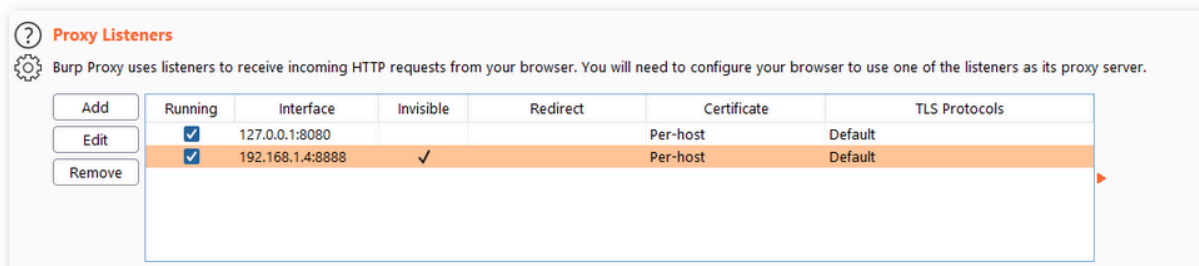 Proxy Listeners
Burp Proxy uses listeners to receive incoming HTTP requests from your browser. You will need to configure your browser to use one of the listeners as its proxy server.
Add
Edit
Remove
Running Interface Invisible Redirect Certificate TLS Protocols
127.0.0.1:8080 Per-host Default
192.168.1.4:8888 Per-host Default